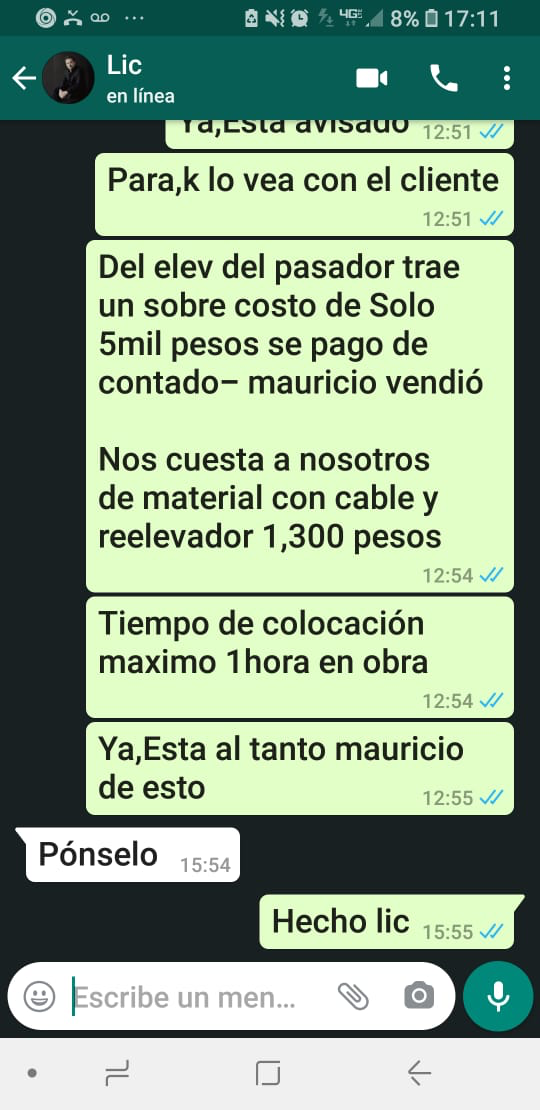 8% 17:11
Lic
en línea
Ya,Esta avisado 12:51
Para,k lo vea con el cliente
12:51
Del elev del pasador trae
un sobre costo de Solo
5mil pesos se pago de
contado– mauricio vendió
Nos cuesta a nosotros
de material con cable y
reelevador 1,300 pesos
12:54
Tiempo de colocación
maximo 1hora en obra
12:54
Ya,Esta al tanto mauricio
de esto 12:55
Pónselo 15:54
Hecho lic 15:55
Escribe un men...